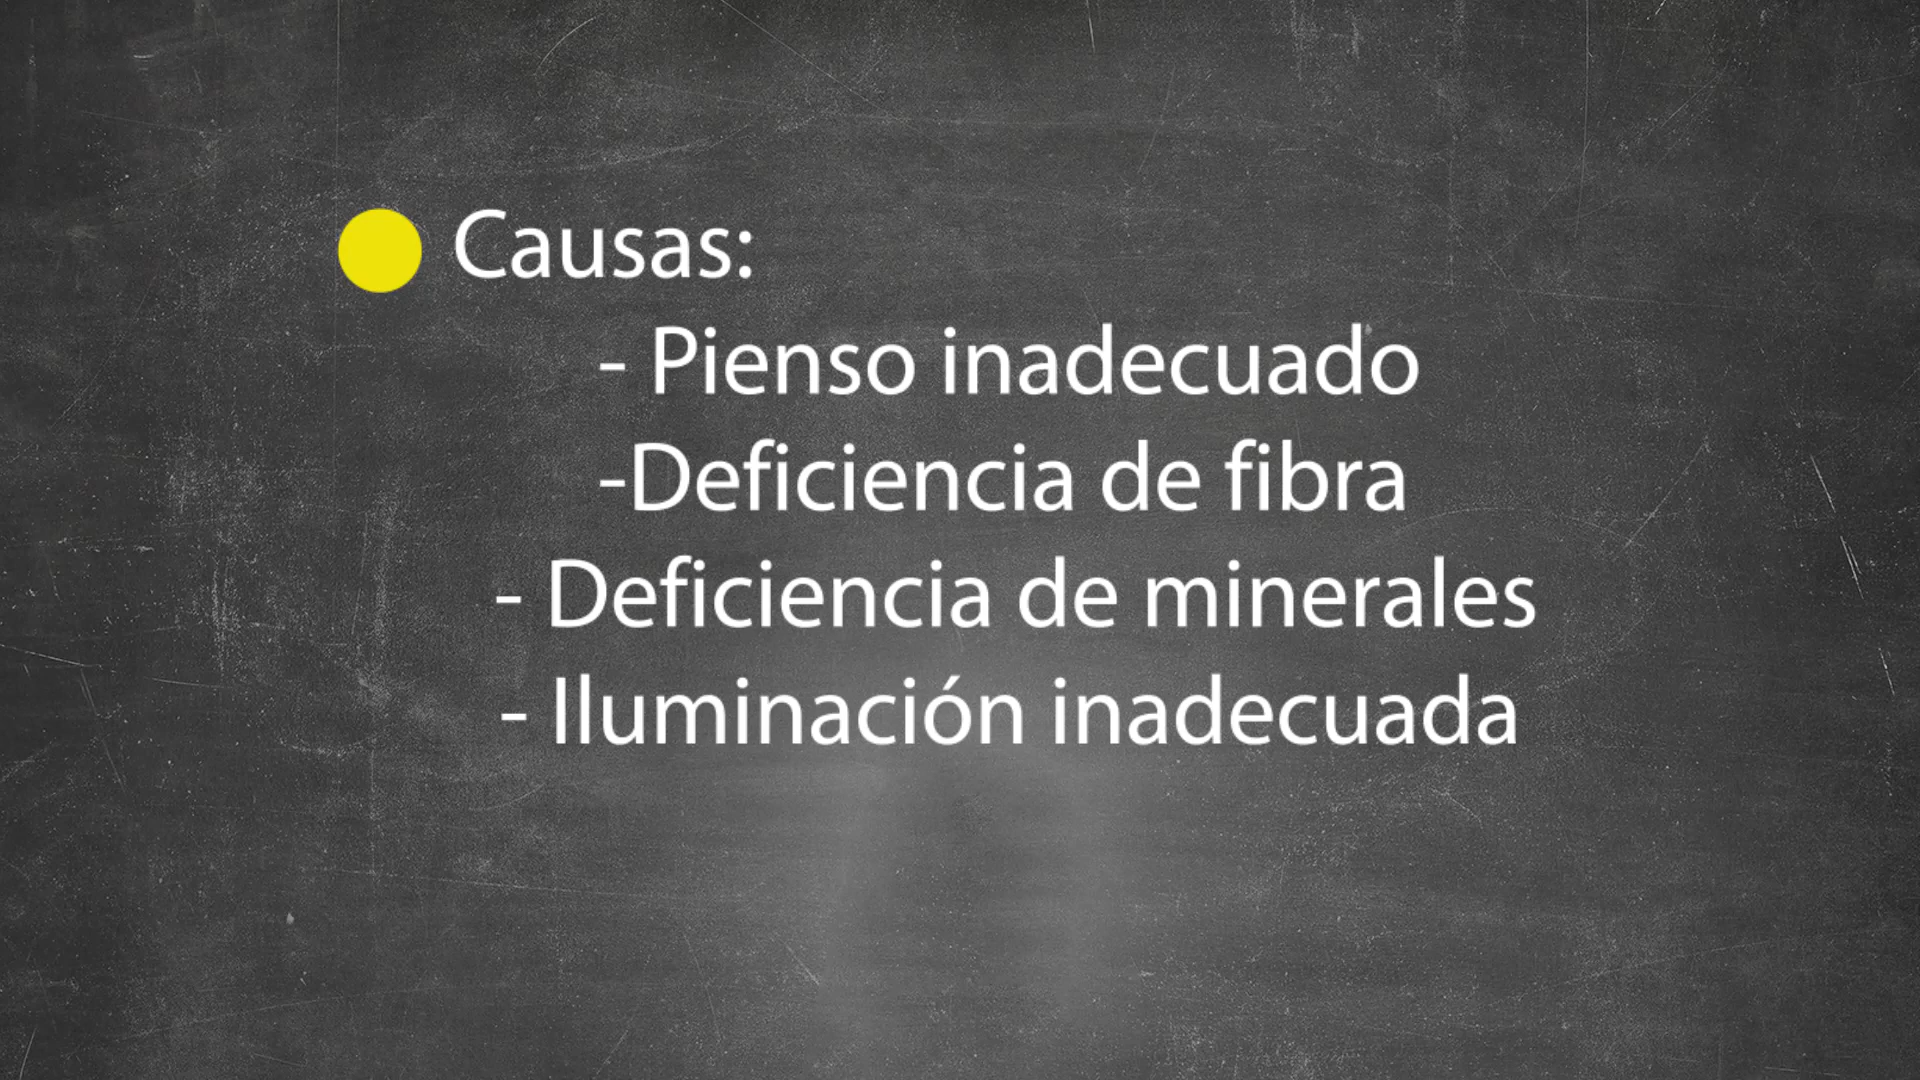 Causas:
- Pienso inadecuado
-Deficiencia de fibra
- Deficiencia de minerales
- Iluminación inadecuada